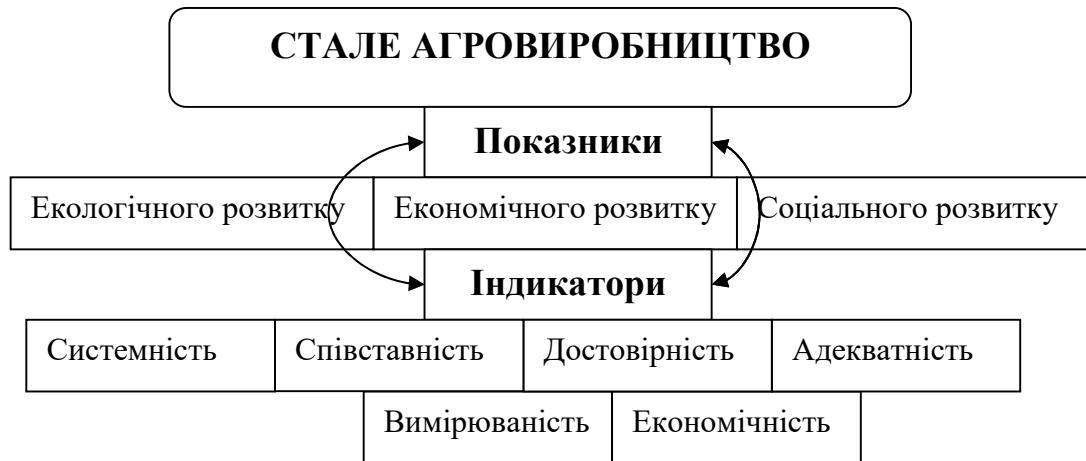 СТАЛЕ АГРОВИРОБНИЦТВО
Показники
Екологічного розвитку Економічного розвитку Соціального розвитку
Індикатори
Системність Співставність Достовірність Адекватність
Вимірюваність Економічність